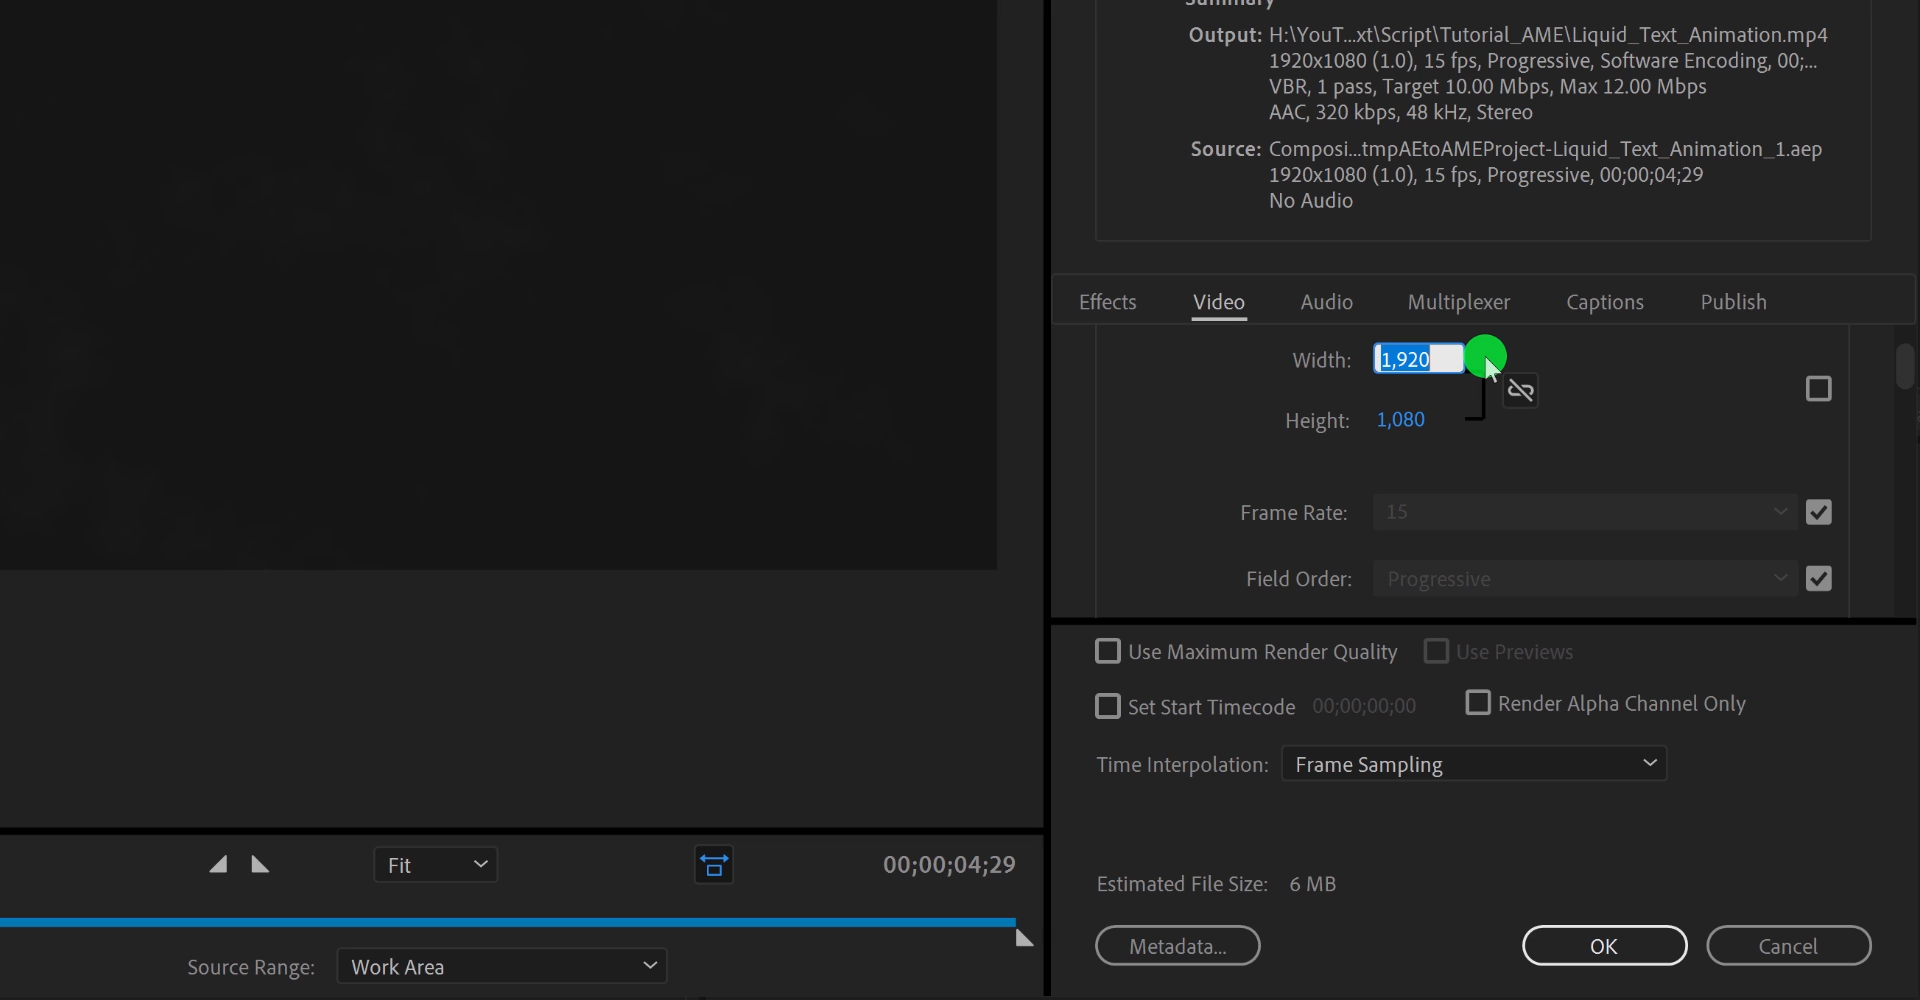 Summary
Output: H:\YouT...xt\Script\Tutorial_AME\Liquid_Text_Animation.mp4
1920x1080 (1.0), 15 fps, Progressive, Software Encoding, 00;...
VBR, 1 pass, Target 10.00 Mbps, Max 12.00 Mbps
AAC, 320 kbps, 48 kHz, Stereo
Source: Composi...tmpAEtoAMEProject-Liquid_Text_Animation_1.aep
1920x1080 (1.0), 15 fps, Progressive, 00;00;04;29
No Audio
Effects Video Audio Multiplexer Captions Publish
Width: 1,920
Height: 1,080
Frame Rate: 15
Field Order: Progressive
Use Maximum Render Quality Use Previews
Set Start Timecode 00;00;00;00 Render Alpha Channel Only
Time Interpolation: Frame Sampling
Fit 00;00;04;29
Estimated File Size: 6 MB
Metadata... OK Cancel
Source Range: Work Area